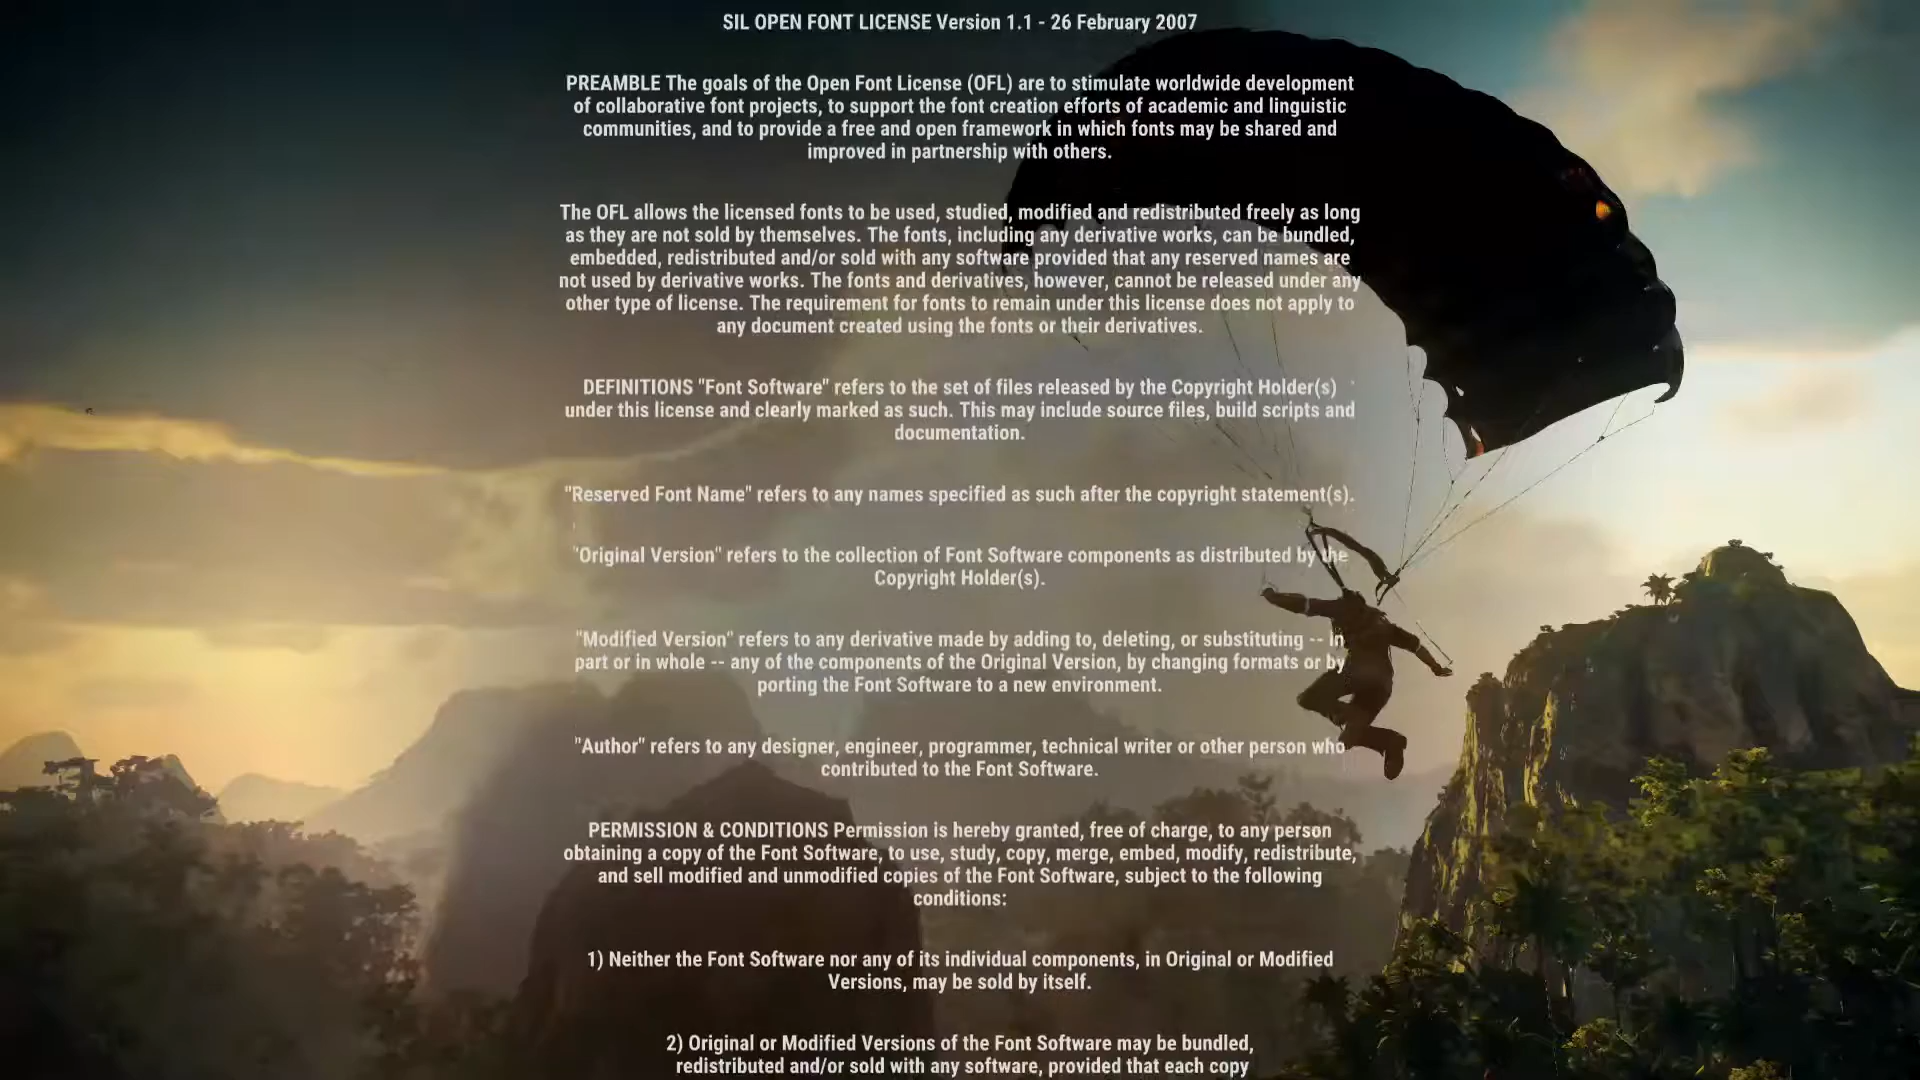 SIL OPEN FONT LICENSE Version 1.1 - 26 February 2007
PREAMBLE The goals of the Open Font License (OFL) are to stimulate worldwide development
of collaborative font projects, to support the font creation efforts of academic and linguistic
communities, and to provide a free and open framework in which fonts may be shared and
improved in partnership with others.
The OFL allows the licensed fonts to be used, studied, modified and redistributed freely as long
as they are not sold by themselves. The fonts, including any derivative works, can be bundled,
embedded, redistributed and/or sold with any software provided that any reserved names are
not used by derivative works. The fonts and derivatives, however, cannot be released under any
other type of license. The requirement for fonts to remain under this license does not apply to
any document created using the fonts or their derivatives.
DEFINITIONS "Font Software" refers to the set of files released by the Copyright Holder(s)
under this license and clearly marked as such. This may include source files, build scripts and
documentation.
"Reserved Font Name" refers to any names specified as such after the copyright statement(s).
"Original Version" refers to the collection of Font Software components as distributed by the
Copyright Holder(s).
"Modified Version" refers to any derivative made by adding to, deleting, or substituting -- in
part or in whole -- any of the components of the Original Version, by changing formats or by
porting the Font Software to a new environment.
"Author" refers to any designer, engineer, programmer, technical writer or other person who
contributed to the Font Software.
PERMISSION & CONDITIONS Permission is hereby granted, free of charge, to any person
obtaining a copy of the Font Software, to use, study, copy, merge, embed, modify, redistribute,
and sell modified and unmodified copies of the Font Software, subject to the following
conditions:
1) Neither the Font Software nor any of its individual components, in Original or Modified
Versions, may be sold by itself.
2) Original or Modified Versions of the Font Software may be bundled,
redistributed and/or sold with any software, provided that each copy